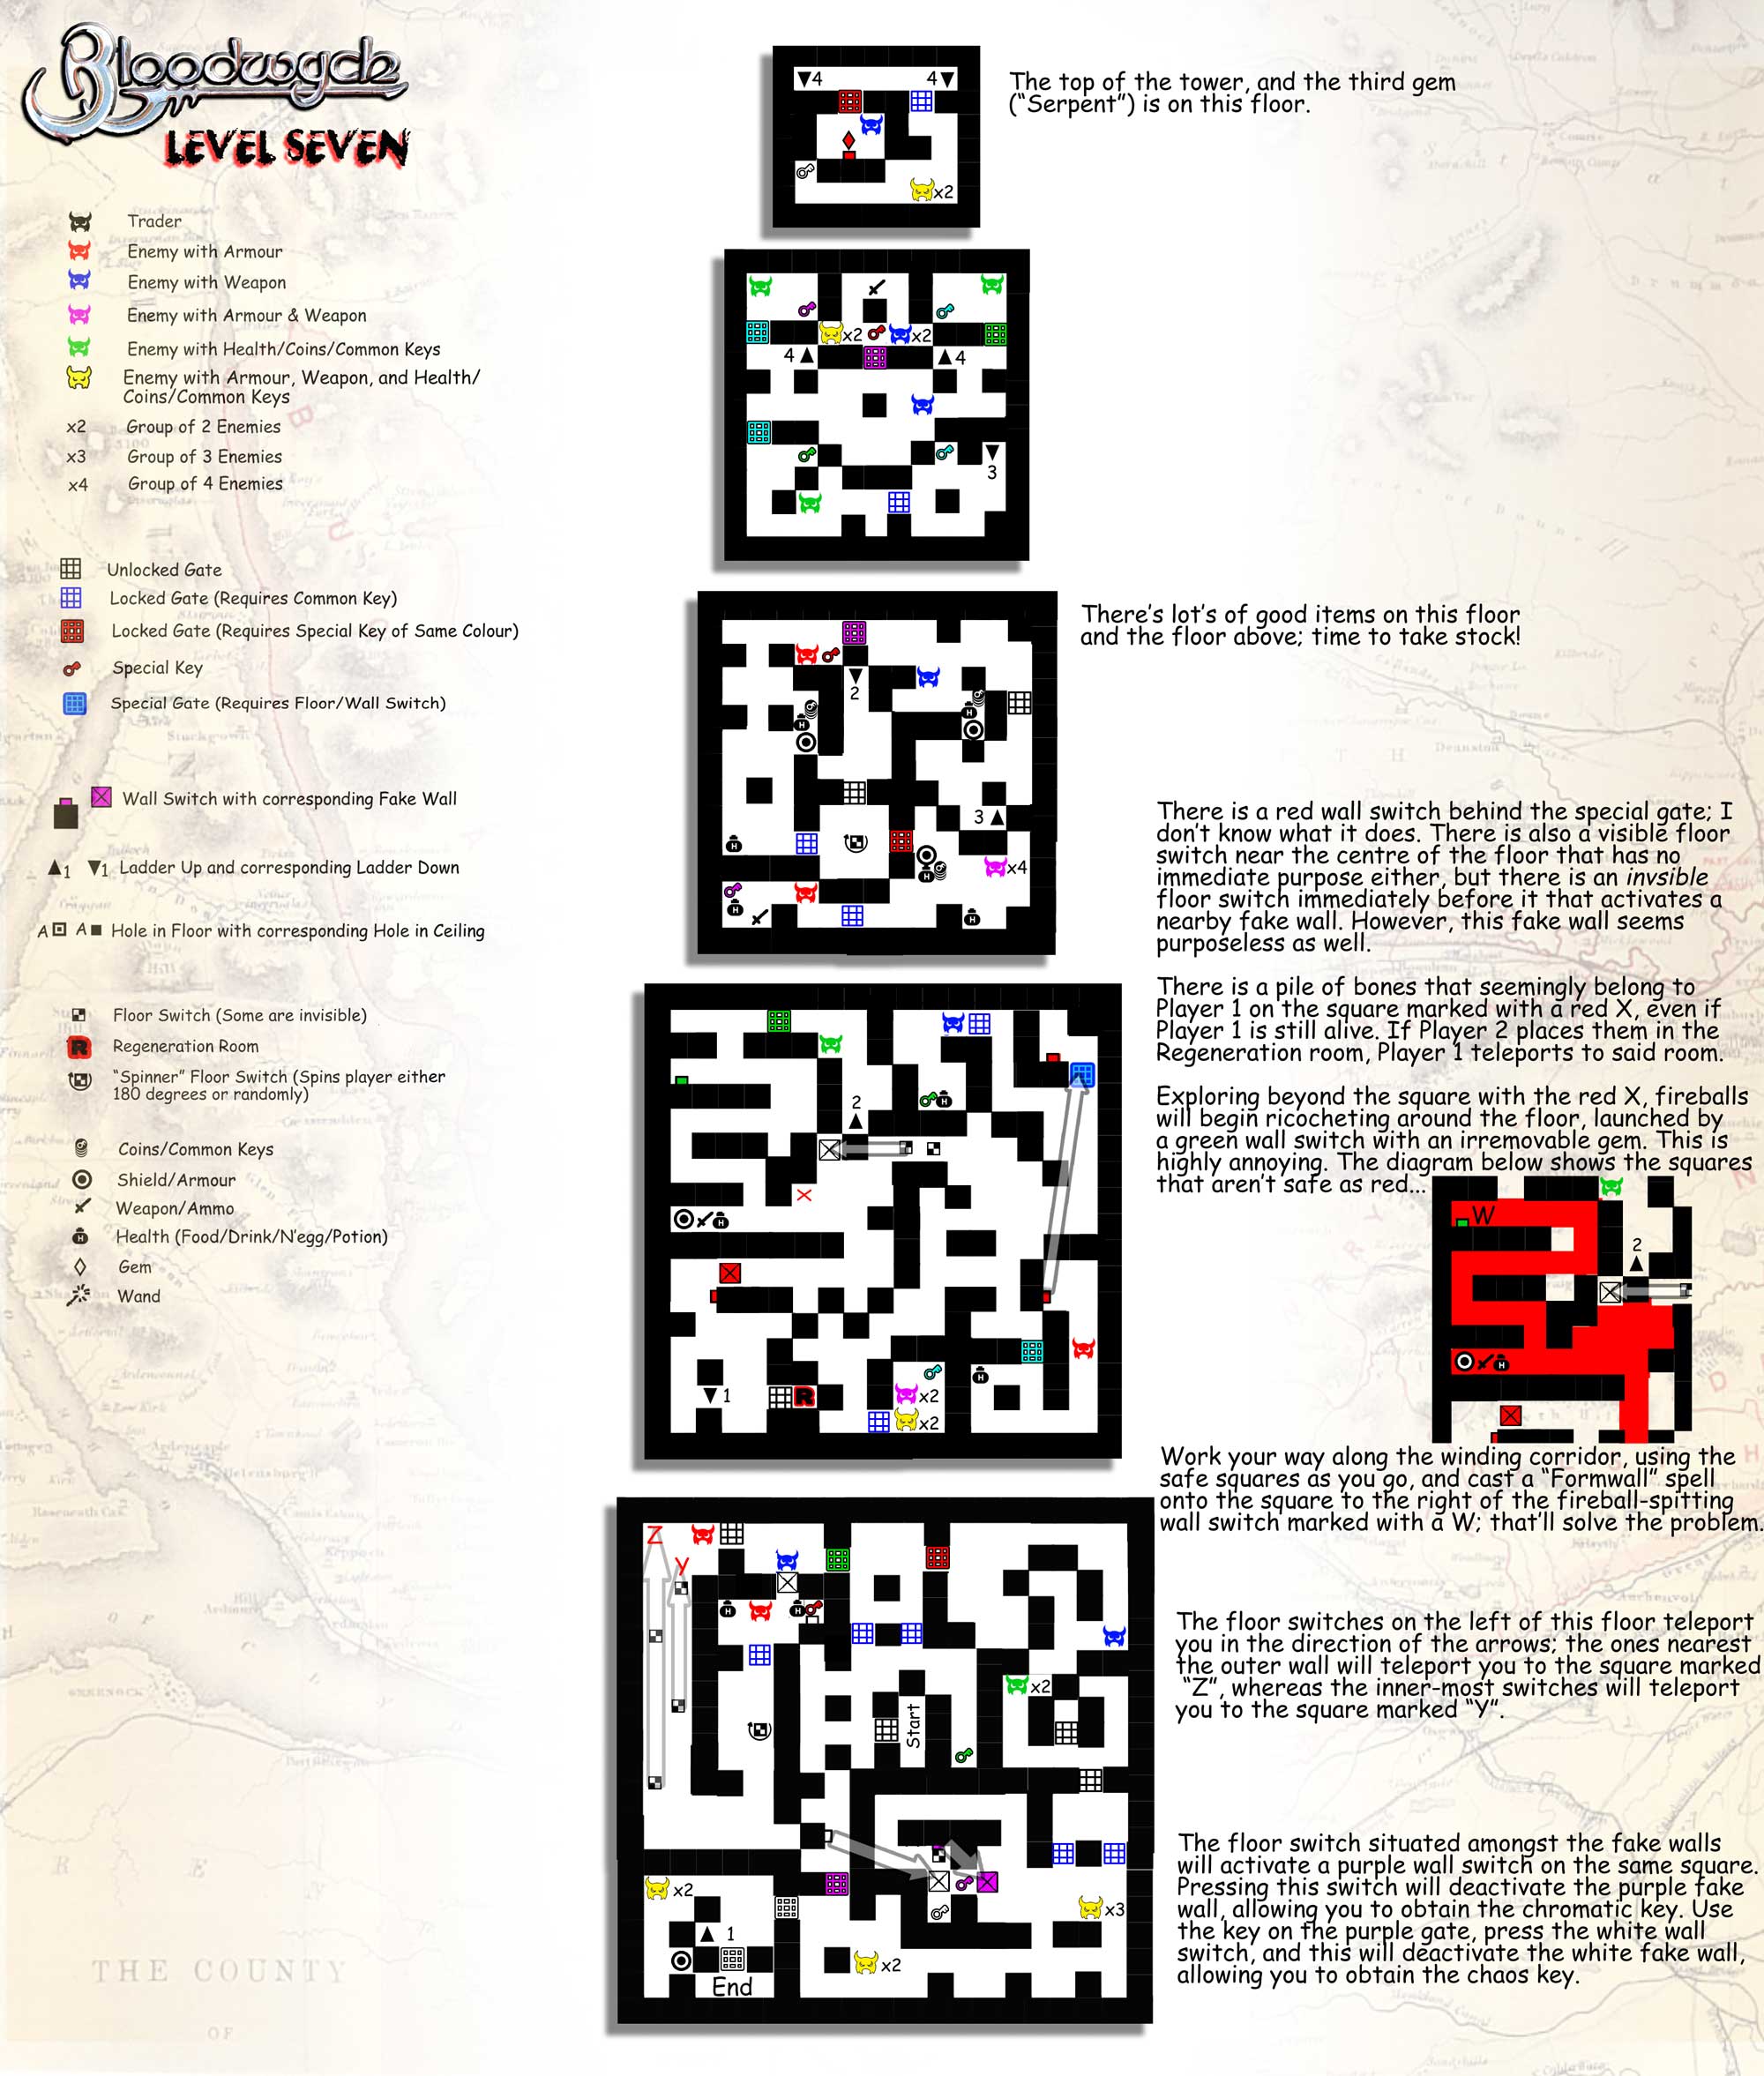 Bloodwych
LEVEL SEVEN
Trader
Enemy with Armour
Enemy with Weapon
Enemy with Armour & Weapon
Enemy with Health/Coins/Common Keys
Enemy with Armour, Weapon, and Health/
Coins/Common Keys
x2 Group of 2 Enemies
x3 Group of 3 Enemies
x4 Group of 4 Enemies
Unlocked Gate
Locked Gate (Requires Common Key)
Locked Gate (Requires Special Key of Same Colour)
Special Key
Special Gate (Requires Floor/Wall Switch)
Wall Switch with corresponding Fake Wall
▲1 ▼1 Ladder Up and corresponding Ladder Down
A A Hole in Floor with corresponding Hole in Ceiling
Floor Switch (Some are invisible)
R Regeneration Room
"Spinner" Floor Switch (Spins player either
180 degrees or randomly)
Coins/Common Keys
Shield/Armour
Weapon/Ammo
H Health (Food/Drink/N'egg/Potion)
Gem
Wand
▼4 4▼
x2
The top of the tower, and the third gem
("Serpent") is on this floor.
x2 x2
4▲ ▲4
▼
3
▼
2
H H
3▲
H
H
x4
H
H
There's lot's of good items on this floor
and the floor above; time to take stock!
H
2
▲
X
H
H
▼1 R x2
x2
There is a red wall switch behind the special gate; I
don't know what it does. There is also a visible floor
switch near the centre of the floor that has no
immediate purpose either, but there is an invsible
floor switch immediately before it that activates a
nearby fake wall. However, this fake wall seems
purposeless as well.
There is a pile of bones that seemingly belong to
Player 1 on the square marked with a red X, even if
Player 1 is still alive. If Player 2 places them in the
Regeneration room, Player 1 teleports to said room.
Exploring beyond the square with the red X, fireballs
will begin ricocheting around the floor, launched by
a green wall switch with an irremovable gem. This is
highly annoying. The diagram below shows the squares
that aren't safe as red...
W
2
▲
H
Work your way along the winding corridor, using the
safe squares as you go, and cast a "Formwall" spell
onto the square to the right of the fireball-spitting
wall switch marked with a W; that'll solve the problem.
Z
Y
H H
x2
Start
x2
x3
▲ 1
x2
End
The floor switches on the left of this floor teleport
you in the direction of the arrows; the ones nearest
the outer wall will teleport you to the square marked
"Z", whereas the inner-most switches will teleport
you to the square marked "Y".
The floor switch situated amongst the fake walls
will activate a purple wall switch on the same square.
Pressing this switch will deactivate the purple fake
wall, allowing you to obtain the chromatic key. Use
the key on the purple gate, press the white wall
switch, and this will deactivate the white fake wall,
allowing you to obtain the chaos key.
THE COUNTY
OF